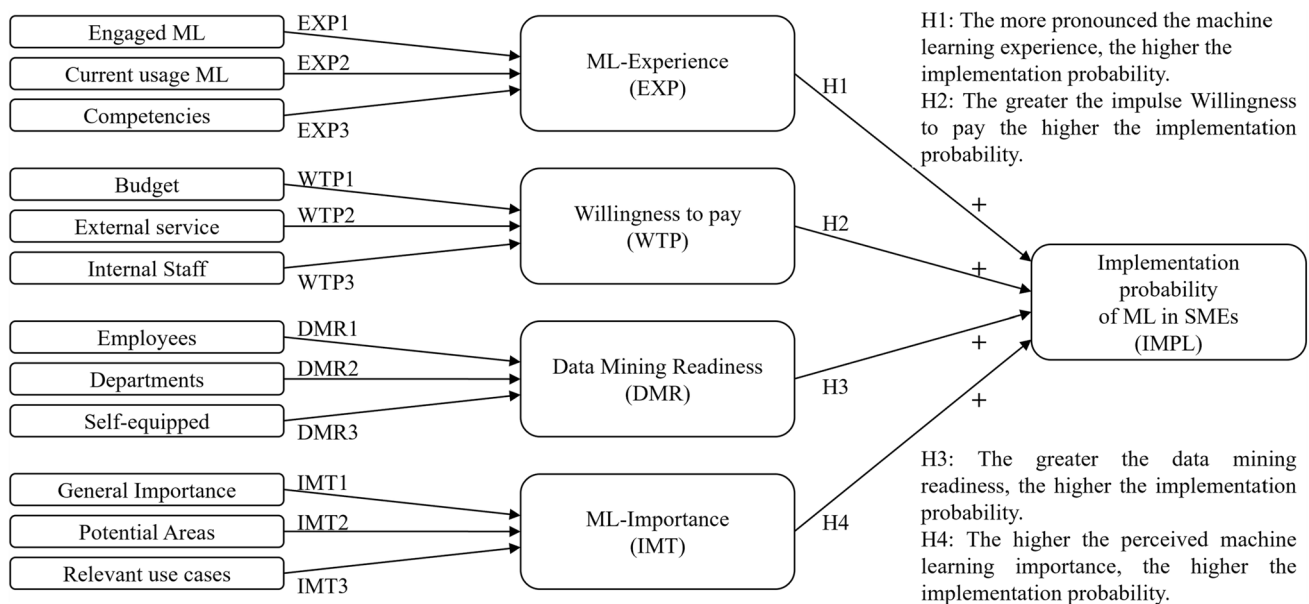 Engaged ML
EXP1
Current usage ML
EXP2
Competencies
EXP3
ML-Experience
(EXP)
H1
Budget
WTP1
External service
WTP2
Internal Staff
WTP3
Willingness to pay
(WTP)
H2
Employees
DMR1
Departments
DMR2
Self-equipped
DMR3
Data Mining Readiness
(DMR)
H3
General Importance
IMT1
Potential Areas
IMT2
Relevant use cases
IMT3
ML-Importance
(IMT)
H4
H1: The more pronounced the machine
learning experience, the higher the
implementation probability.
H2: The greater the impulse Willingness
to pay the higher the implementation
probability.
+
+
+
+
Implementation
probability
of ML in SMEs
(IMPL)
H3: The greater the data mining
readiness, the higher the implementation
probability.
H4: The higher the perceived machine
learning importance, the higher the
implementation probability.